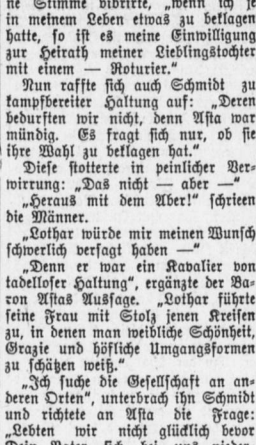 ne Stimme vibrirte, „wenn ich je
in meinem Leben etwas zu beklagen
hatte, so ist es meine Einwilligung
zur Heirath meiner Lieblingstochter
mit einem — Roturier.“
Nun raffte sich auch Schmidt zu
kampfbereiter Haltung auf: „Deren
bedurften wir nicht, denn Asta war
mündig. Es fragt sich nur, ob sie
ihre Wahl zu beklagen hat.“
Diese stotterte in peinlicher Ver-
wirrung: „Das nicht — aber —“
„Heraus mit dem Aber!“ schrieen
die Männer.
„Lothar würde mir meinen Wunsch
schwerlich versagt haben —“
„Denn er war ein Kavalier von
tadelloser Haltung“, ergänzte der Ba-
ron Astas Aussage. „Lothar führte
seine Frau mit Stolz jenen Kreisen
zu, in denen man weibliche Schönheit,
Grazie und höfliche Umgangsformen
zu schätzen weiß.“
„Ich suche die Gesellschaft an an-
deren Orten“, unterbrach ihn Schmidt
und richtete an Asta die Frage:
„Lebten wir nicht glücklich bevor